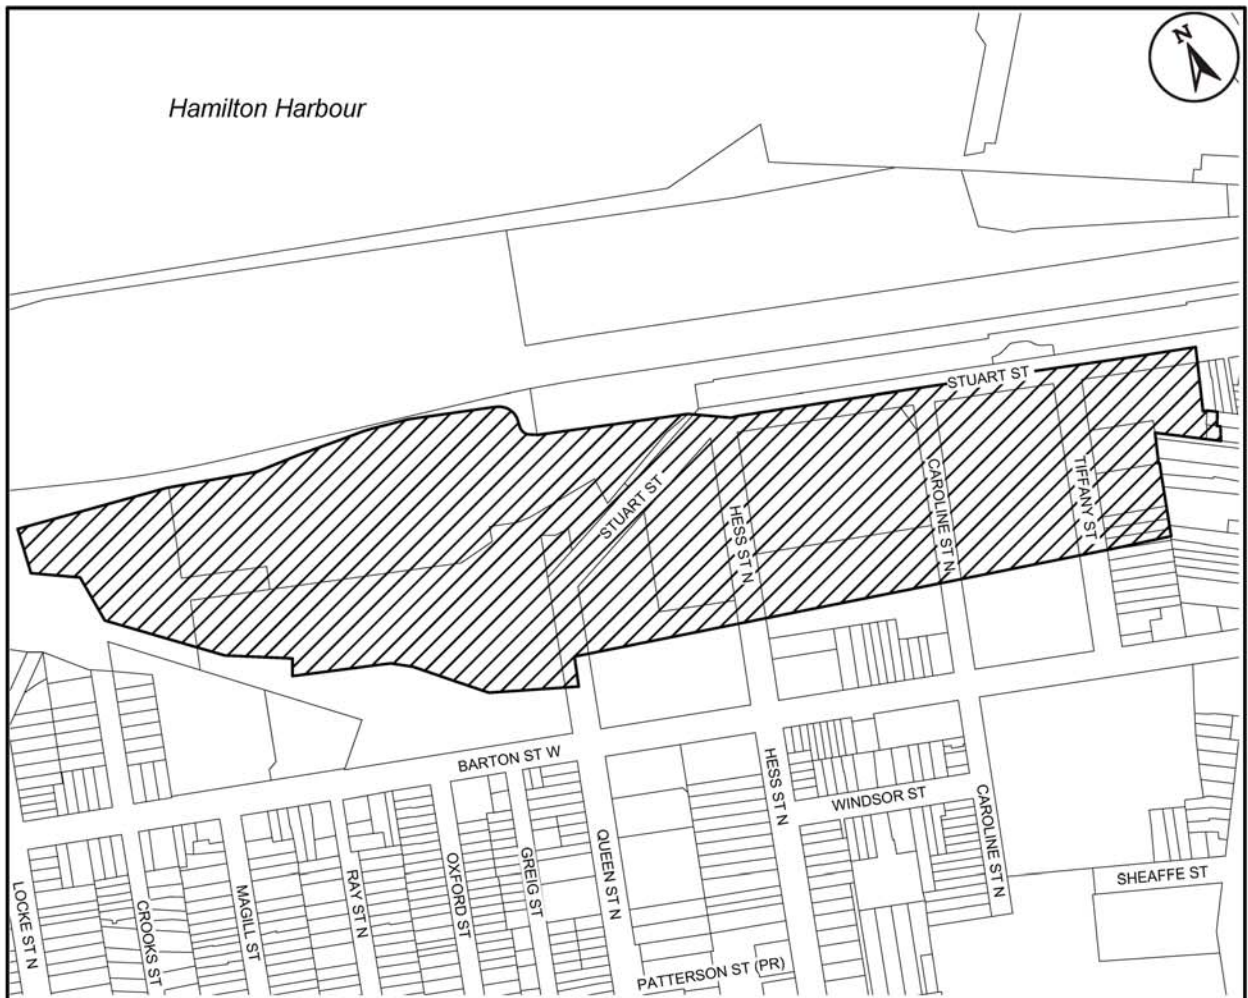 N
Hamilton Harbour
STUART ST
STUART ST
HESS ST N
CAROLINE ST N
TIFFANY ST
BARTON ST W
HESS ST N
WINDSOR ST
CAROLINE ST N
SHEAFFE ST
LOCKE ST N
CROOKS ST
MAGILL ST
RAY ST N
OXFORD ST
GREIG ST
QUEEN ST N
PATTERSON ST (PR)